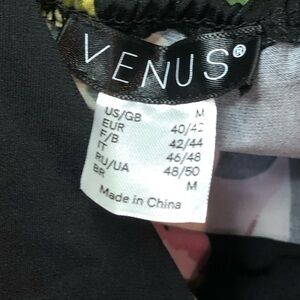 VENUS®
US/GB M
EUR 40/42
F/B 42/44
IT 46/48
RU/UA 48/50
BR M
Made in China